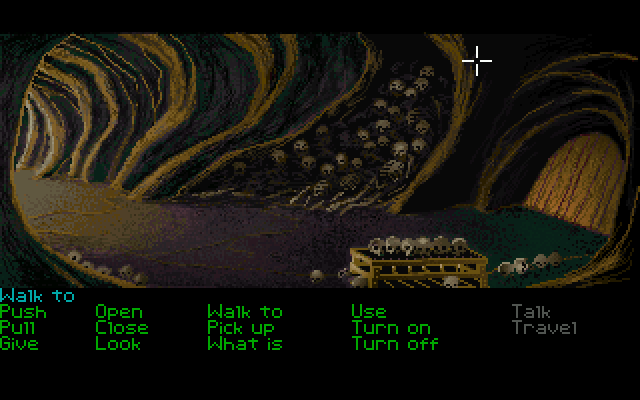 Walk to
Push Open Walk to Use Talk
Pull Close Pick up Turn on Travel
Give Look What is Turn off